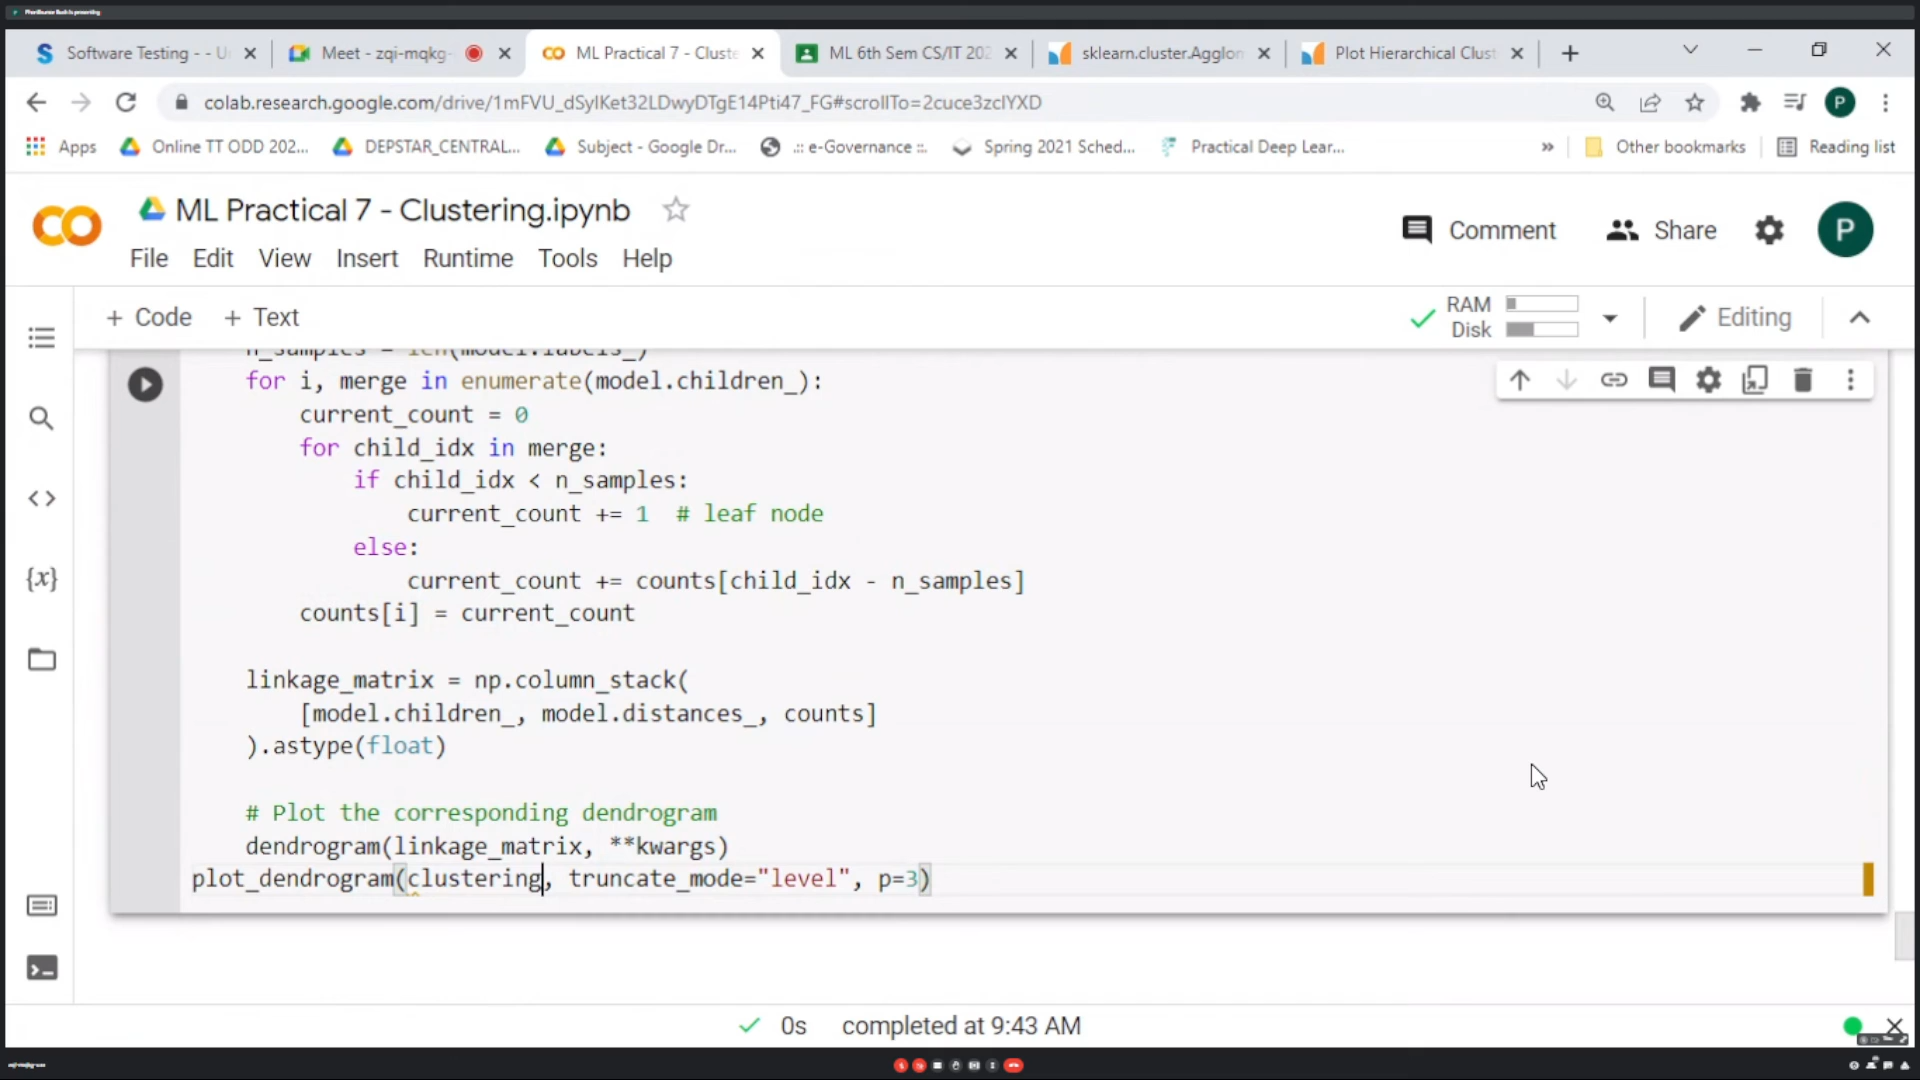 Software Testing - - U
Meet - zqi-mqkg-
ML Practical 7 - Cluste
ML 6th Sem CS/IT 202
sklearn.cluster.Agglon
Plot Hierarchical Clust
colab.research.google.com/drive/1mFVU_dSyIKet32LDwyDTgE14Pti47_FG#scrollTo=2cuce3zclYXD
P
Apps
Online TT ODD 202...
DEPSTAR_CENTRAL...
Subject - Google Dr...
.:: e-Governance ::.
Spring 2021 Sched...
Practical Deep Lear...
»
Other bookmarks
Reading list
CO
ML Practical 7 - Clustering.ipynb
Comment
Share
P
File Edit View Insert Runtime Tools Help
+ Code + Text
RAM
Disk
Editing
n_samples = len(model.labels_)
for i, merge in enumerate(model.children_):
current_count = 0
for child_idx in merge:
if child_idx < n_samples:
current_count += 1 # leaf node
else:
current_count += counts[child_idx - n_samples]
counts[i] = current_count
linkage_matrix = np.column_stack(
[model.children_, model.distances_, counts]
).astype(float)
# Plot the corresponding dendrogram
dendrogram(linkage_matrix, **kwargs)
plot_dendrogram(clustering, truncate_mode="level", p=3)
{x}
0s completed at 9:43 AM